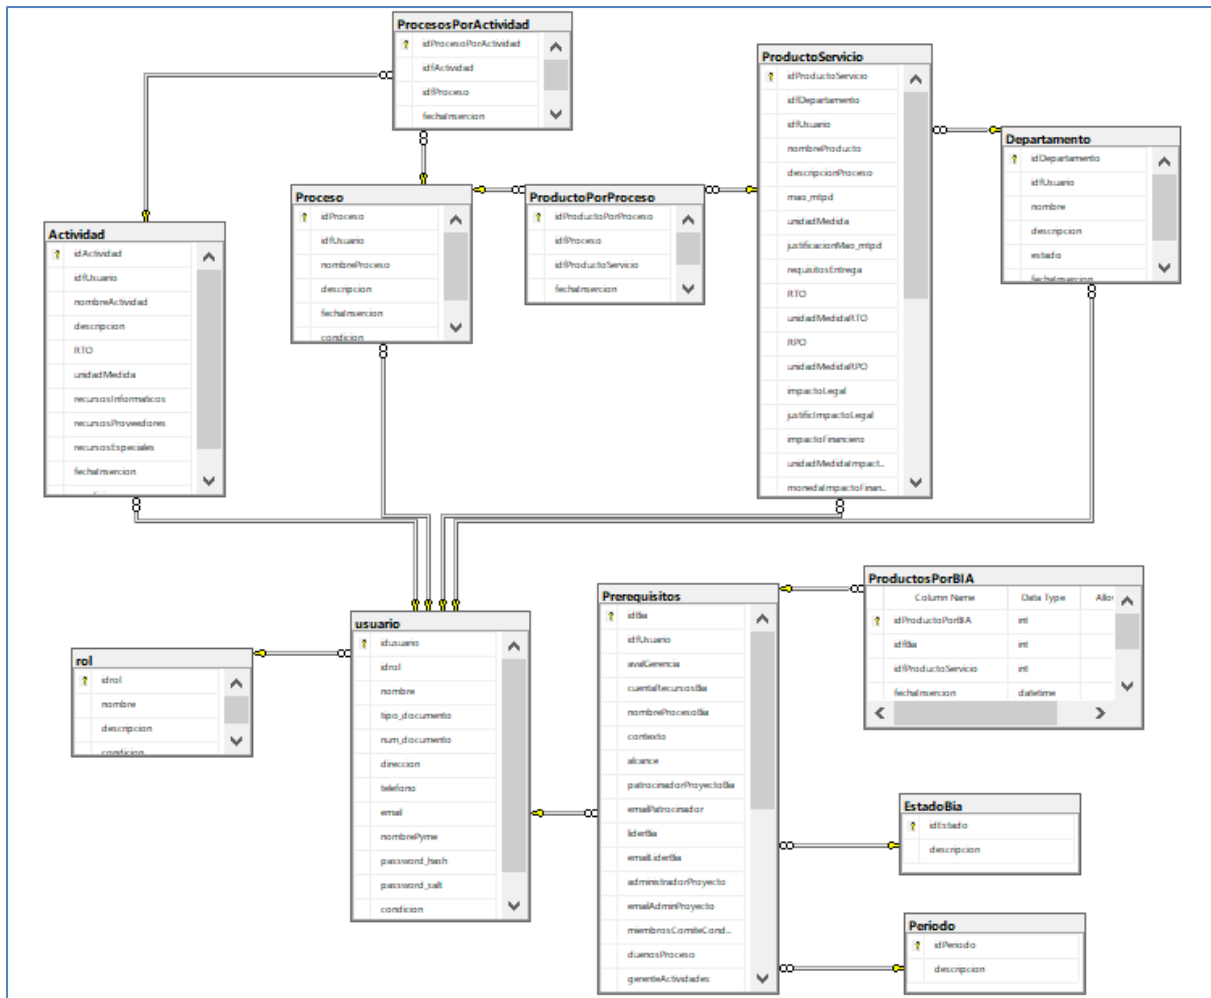 ProcesosPorActividad
idProcesoPorActividad
idfActividad
idfProceso
fechaInsercion
ProductoServicio
idProductoServicio
idfDepartamento
idfUsuario
nombreProducto
descripcionProceso
mao_mtpd
unidadMedida
justificacionMao_mtpd
requisitosEntrega
RTO
unidadMedidaRTO
RPO
unidadMedidaRPO
impactoLegal
justificImpactoLegal
impactoFinanciero
unidadMedidaImpact...
monedaImpactoFinan...
Departamento
idDepartamento
idfUsuario
nombre
descripcion
estado
fechaInsercion
Proceso
idProceso
idfUsuario
nombreProceso
descripcion
fechaInsercion
condicion
ProductoPorProceso
idProductoPorProceso
idfProceso
idfProductoServicio
fechaInsercion
Actividad
idActividad
idfUsuario
nombreActividad
descripcion
RTO
unidadMedida
recursosInformaticos
recursosProveedores
recursosEspeciales
fechaInsercion
ProductosPorBIA
Column Name Data Type
idProductoPorBIA int
idfBia int
idfProductoServicio int
fechaInsercion datetime
Prerequisitos
idBia
idfUsuario
avalGerencia
cuentaRecursosBia
nombreProcesoBia
contexto
alcance
patrocinadorProyectoBia
emailPatrocinador
liderBia
emailLiderBia
administradorProyecto
emailAdminProyecto
miembrosComiteCond...
duenosProceso
gerenteActividades
usuario
idusuario
idrol
nombre
tipo_documento
num_documento
direccion
telefono
email
nombrePyme
password_hash
password_salt
condicion
rol
idrol
nombre
descripcion
condicion
EstadoBia
idEstado
descripcion
Periodo
idPeriodo
descripcion